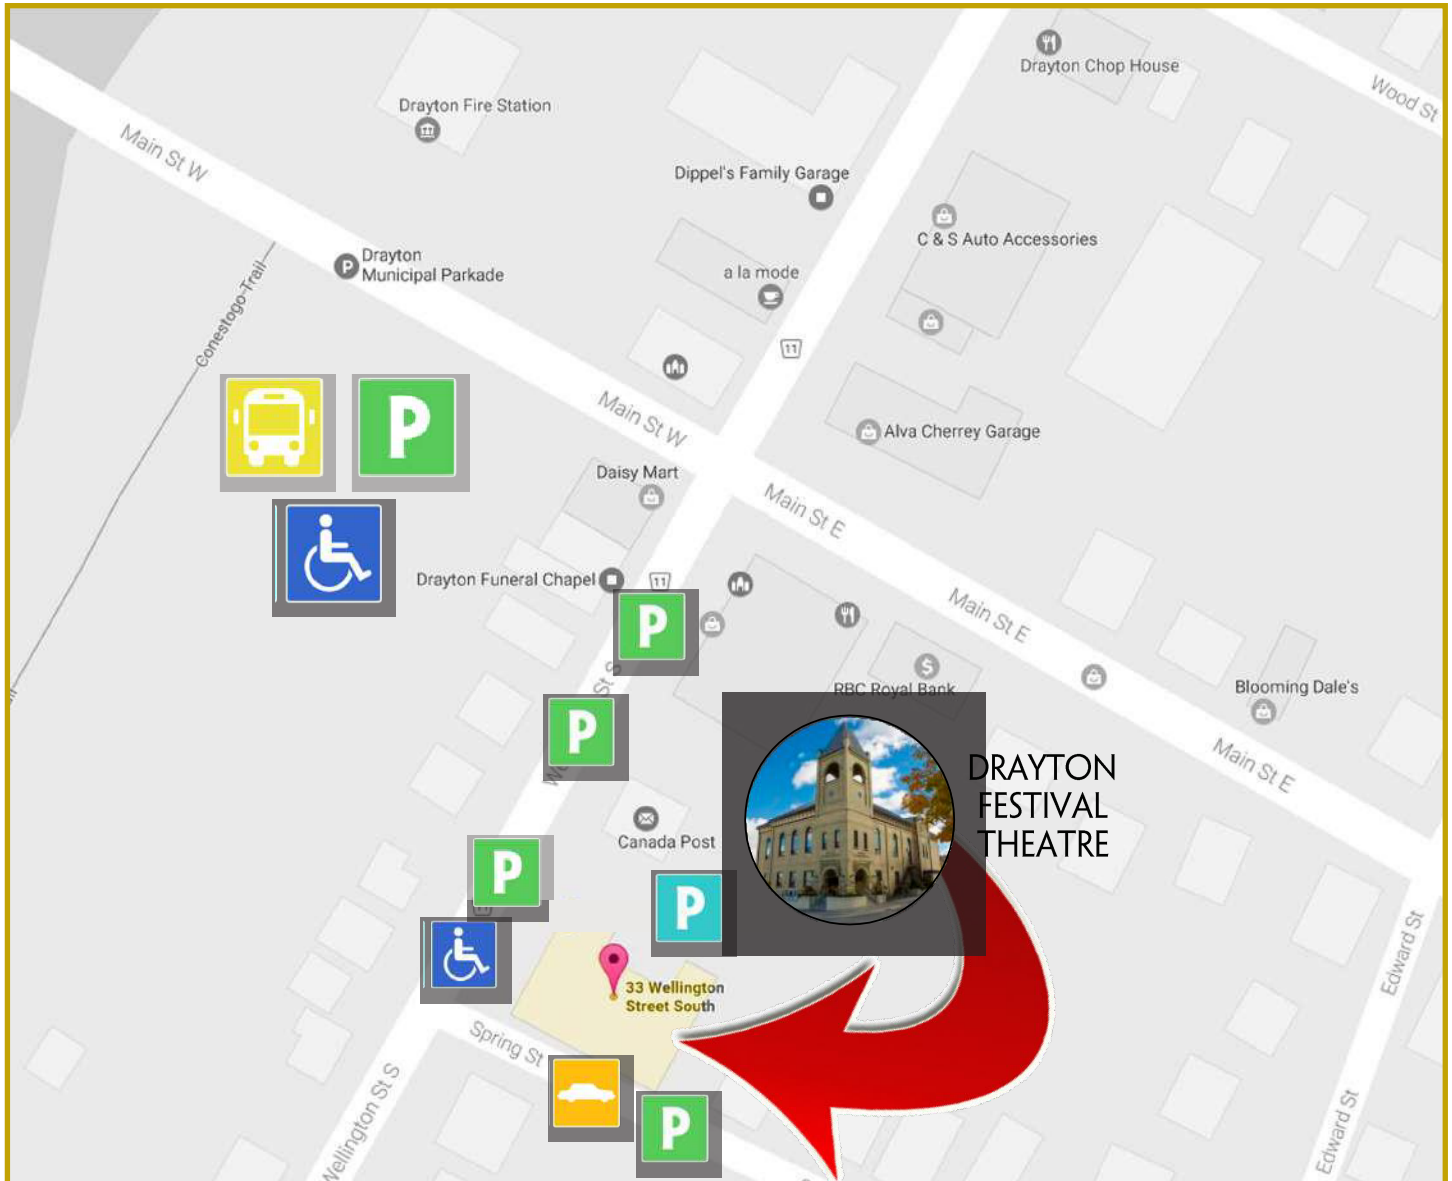 Drayton Chop House
Wood St
Drayton Fire Station
Main St W
Dippel's Family Garage
C & S Auto Accessories
Drayton
Municipal Parkade
P
a la mode
Conestogo-Trail
11
Main St W
P
Alva Cherrey Garage
Daisy Mart
Main St E
Drayton Funeral Chapel
11
Main St E
P
St S
RBC Royal Bank
$
Blooming Dale's
P
We
Main St E
DRAYTON
FESTIVAL
THEATRE
Canada Post
P
P
Edward St
33 Wellington
Street South
Spring St
Wellington St S
P
Edward St